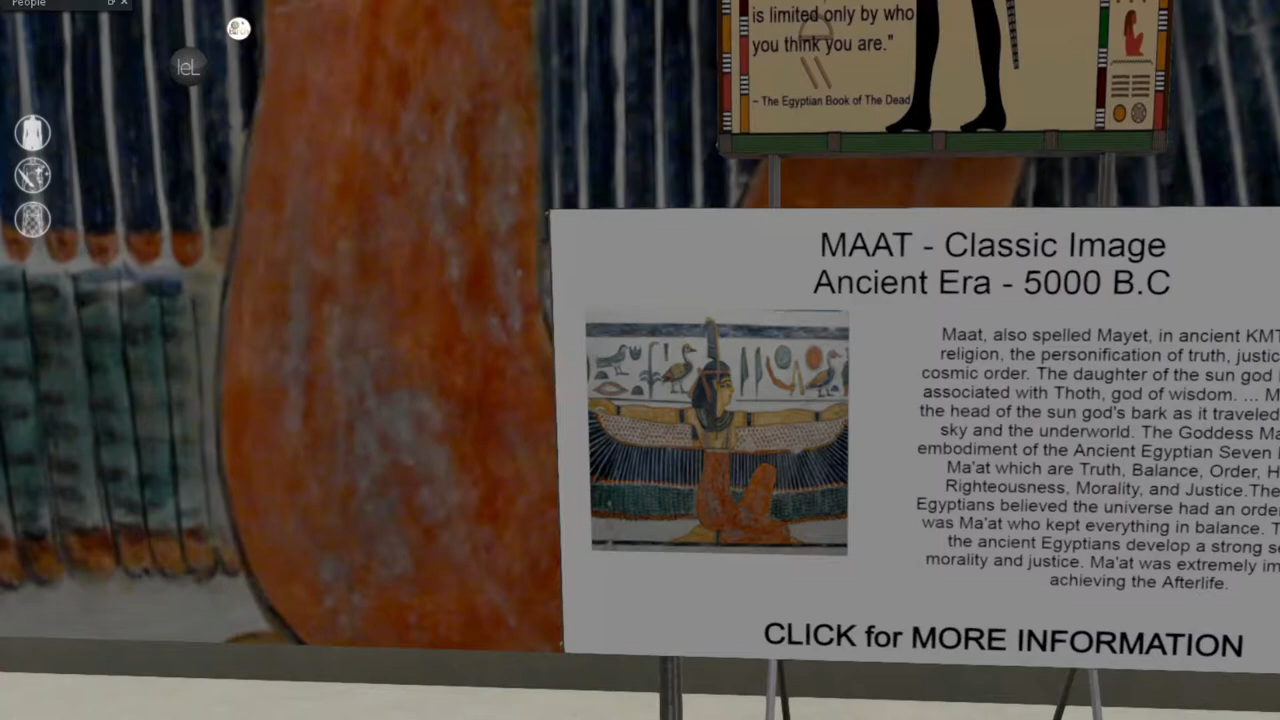 People
leL
is limited only by who
you think you are."
~ The Egyptian Book of The Dead
MAAT - Classic Image
Ancient Era - 5000 B.C
Maat, also spelled Mayet, in ancient KMT
religion, the personification of truth,
cosmic order. The daughter of the sun god
associated with Thoth, god of wisdom. ...
the head of the sun god's bark as it traveled
sky and the underworld. The Goddess
embodiment of the Ancient Egyptian Seven
Ma'at which are Truth, Balance, Order,
Righteousness, Morality, and Justice.
Egyptians believed the universe had an
was Ma'at who kept everything in balance.
the ancient Egyptians develop a strong
morality and justice. Ma'at was extremely
achieving the Afterlife.
CLICK for MORE INFORMATION